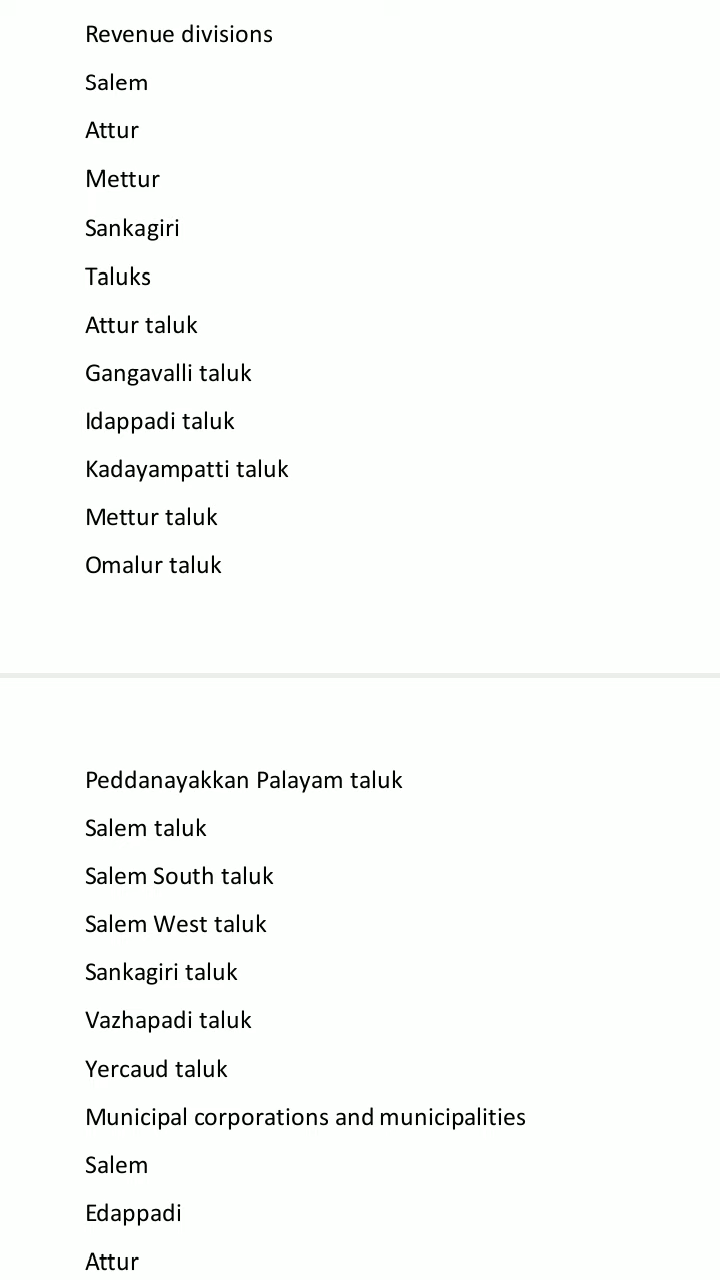 Revenue divisions
Salem
Attur
Mettur
Sankagiri
Taluks
Attur taluk
Gangavalli taluk
Idappadi taluk
Kadayampatti taluk
Mettur taluk
Omalur taluk
Peddanayakkan Palayam taluk
Salem taluk
Salem South taluk
Salem West taluk
Sankagiri taluk
Vazhapadi taluk
Yercaud taluk
Municipal corporations and municipalities
Salem
Edappadi
Attur